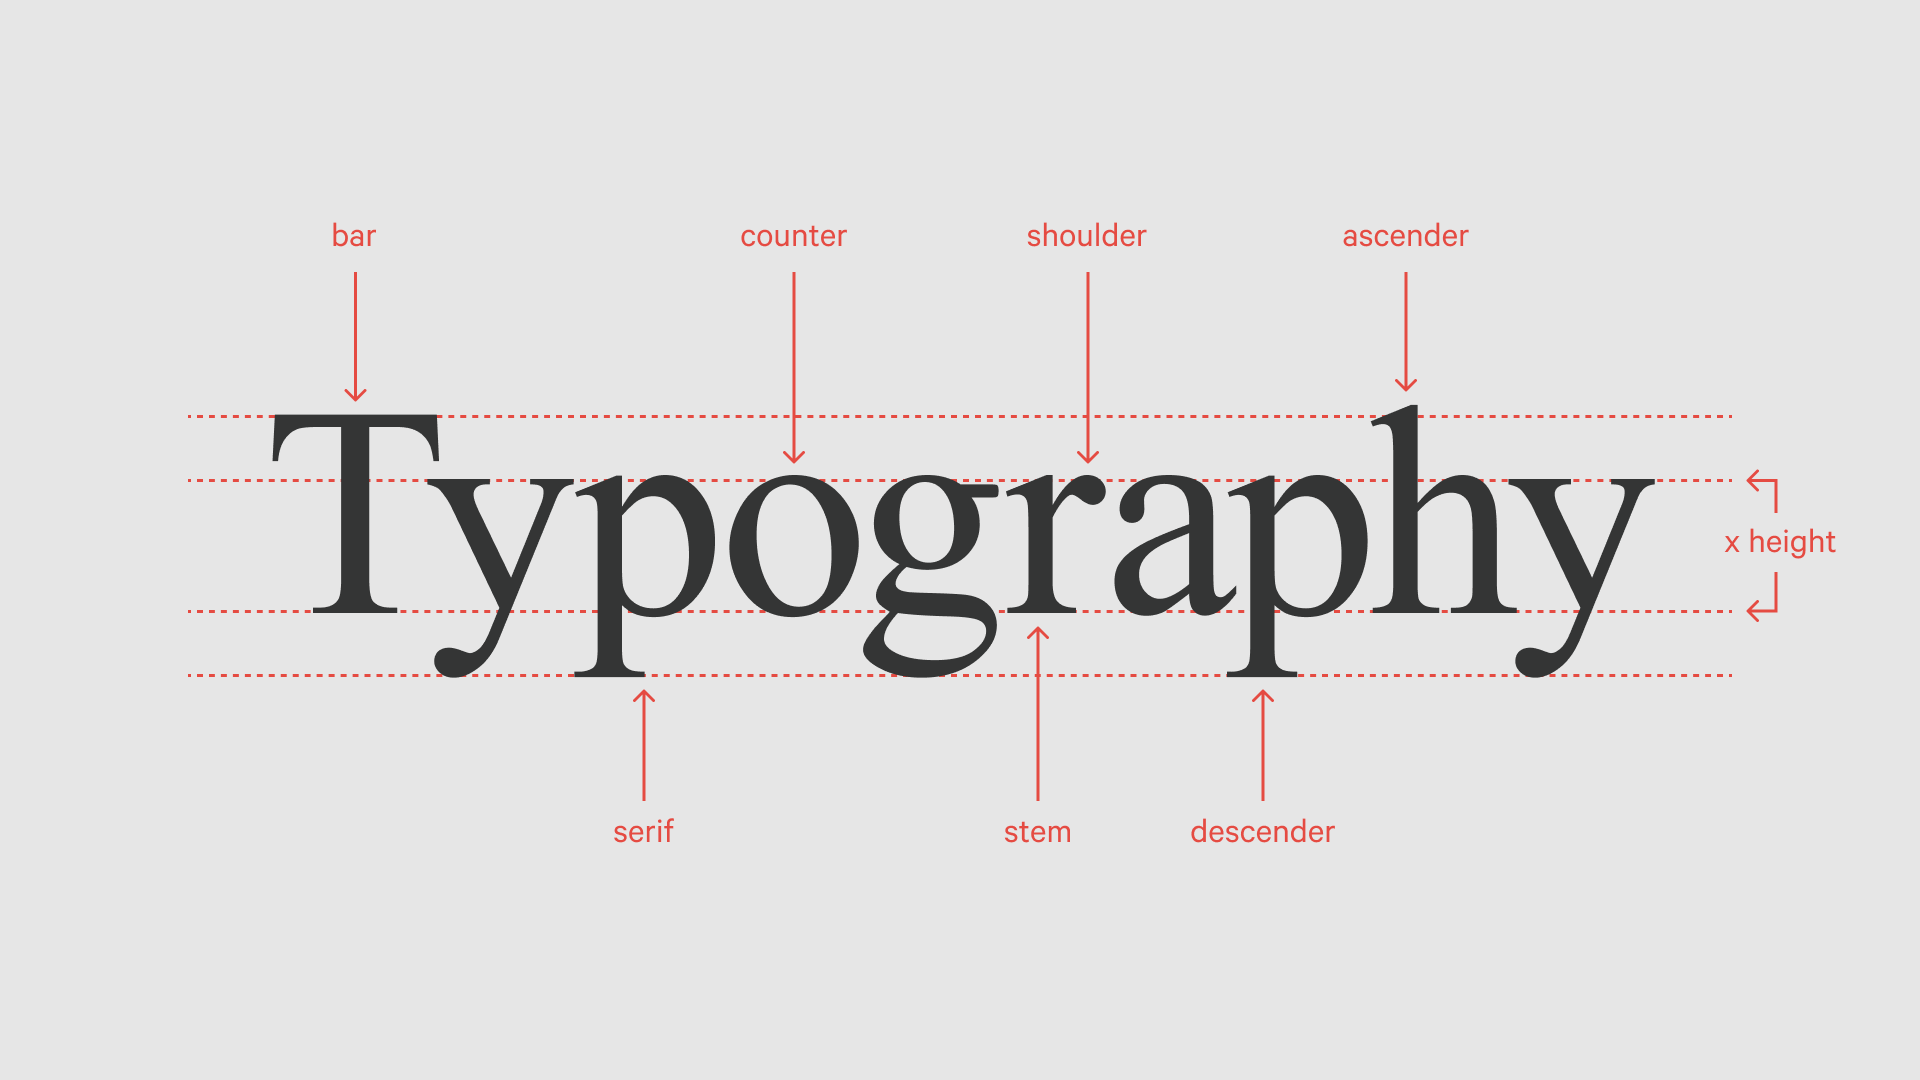 bar counter shoulder ascender
Typography
x height
serif stem descender